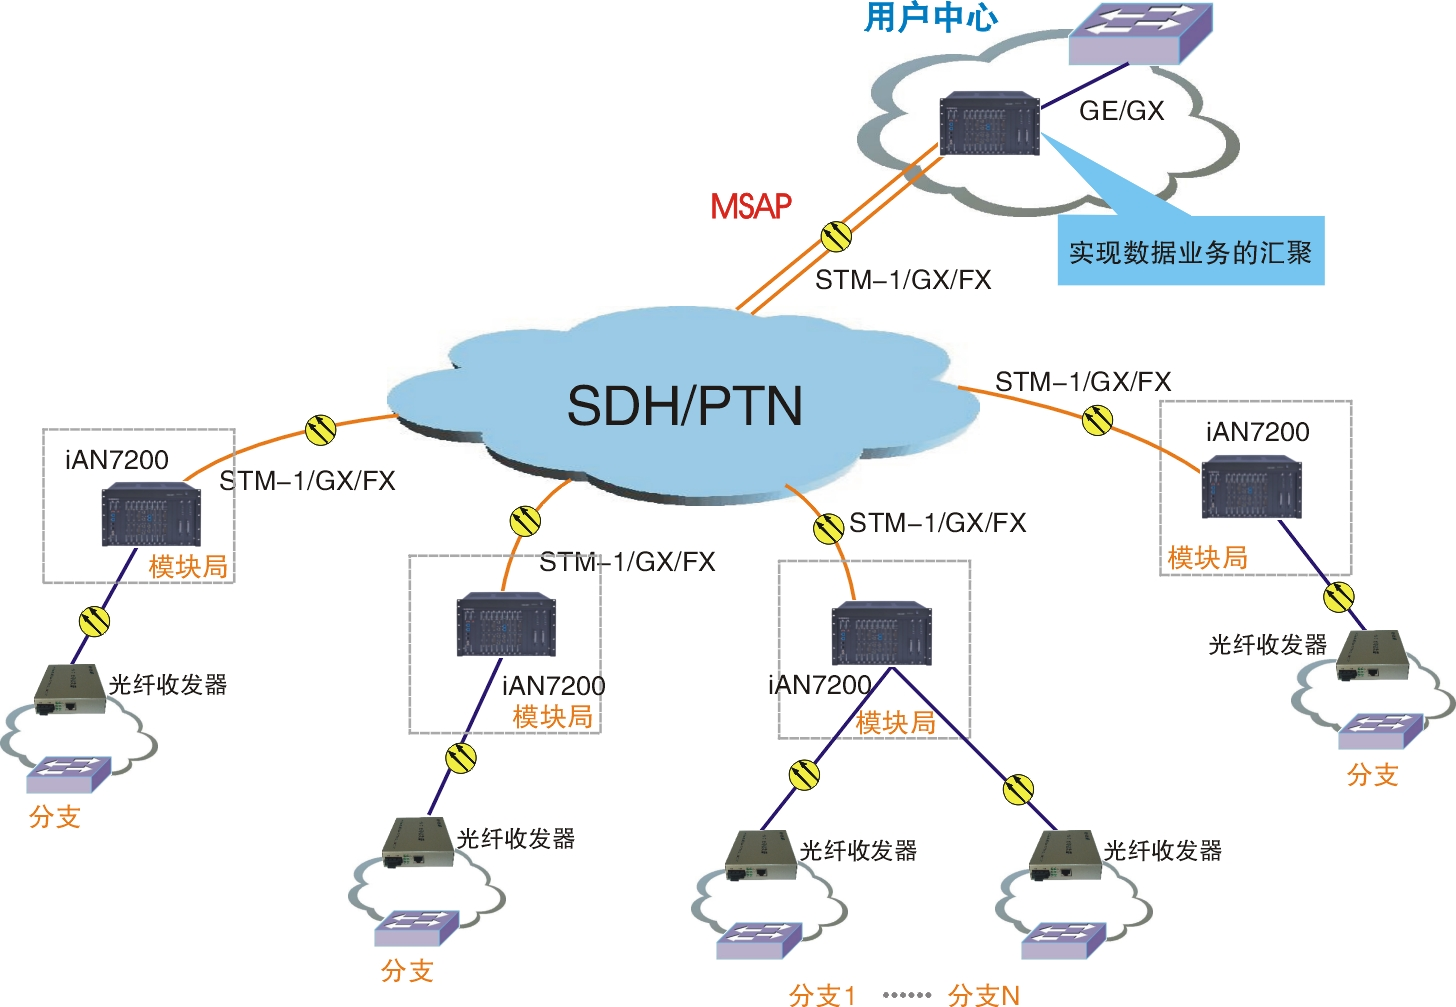 用户中心
GE/GX
MSAP
实现数据业务的汇聚
STM-1/GX/FX
SDH/PTN
STM-1/GX/FX
iAN7200
iAN7200
STM-1/GX/FX
STM-1/GX/FX
STM-1/GX/FX
模块局
模块局
光纤收发器
光纤收发器
iAN7200
iAN7200
模块局
模块局
分支
分支
光纤收发器
光纤收发器
光纤收发器
分支
分支1 ······ 分支N